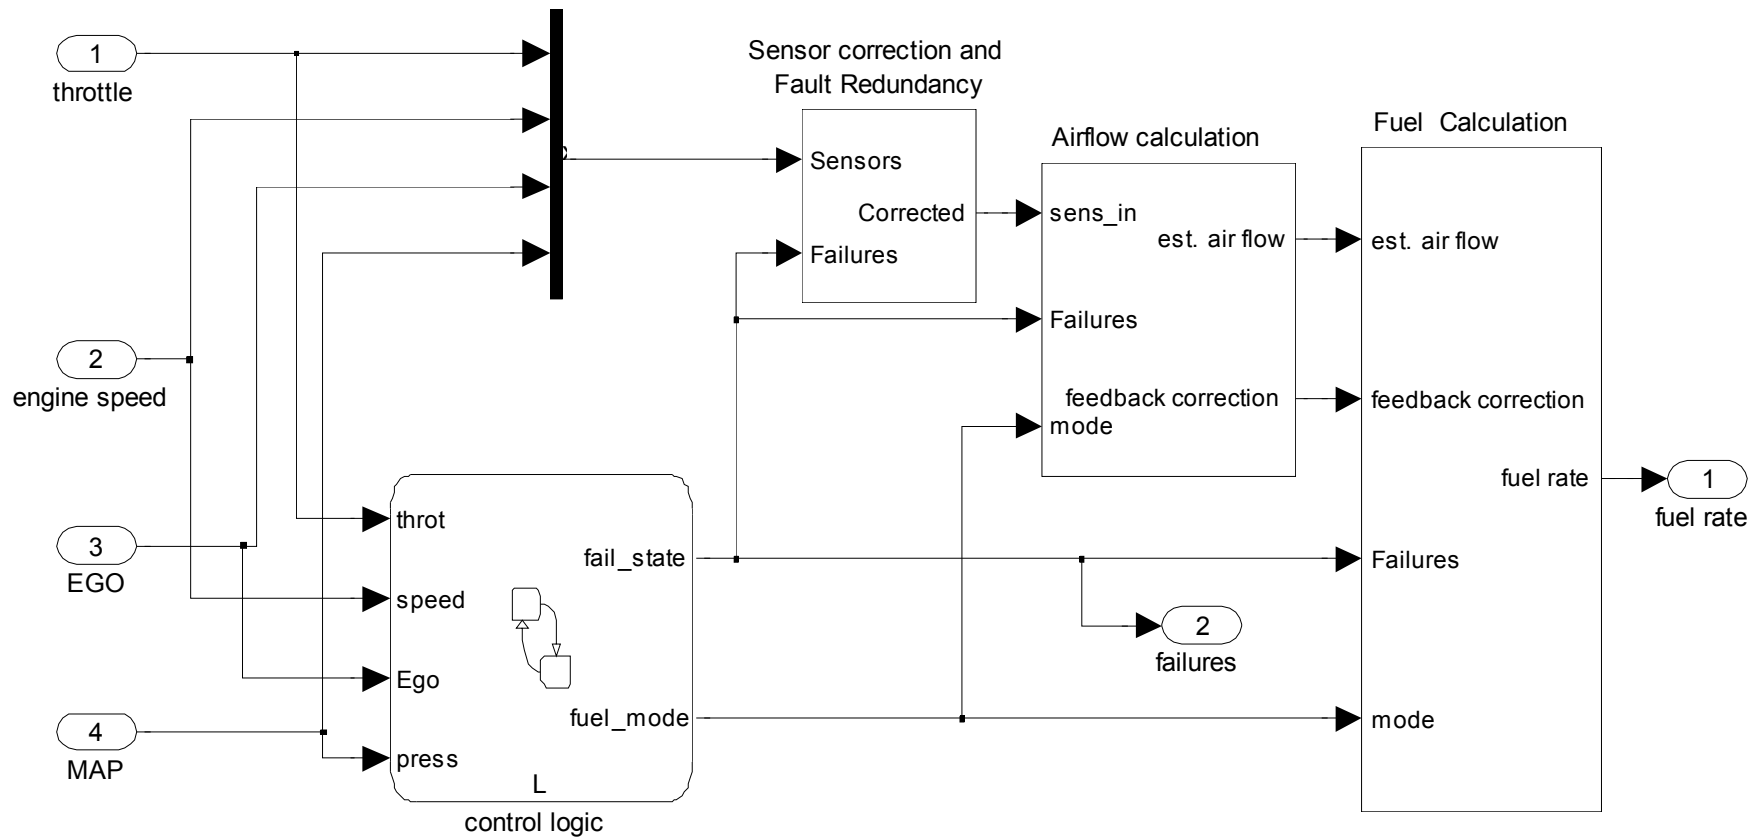 1
throttle
2
engine speed
3
EGO
4
MAP
throt
speed
Ego
press
fail_state
fuel_mode
L
control logic
Sensor correction and
Fault Redundancy
Sensors
Corrected
Failures
Airflow calculation
sens_in
est. air flow
Failures
feedback correction
mode
Fuel Calculation
est. air flow
feedback correction
fuel rate
Failures
mode
1
fuel rate
2
failures